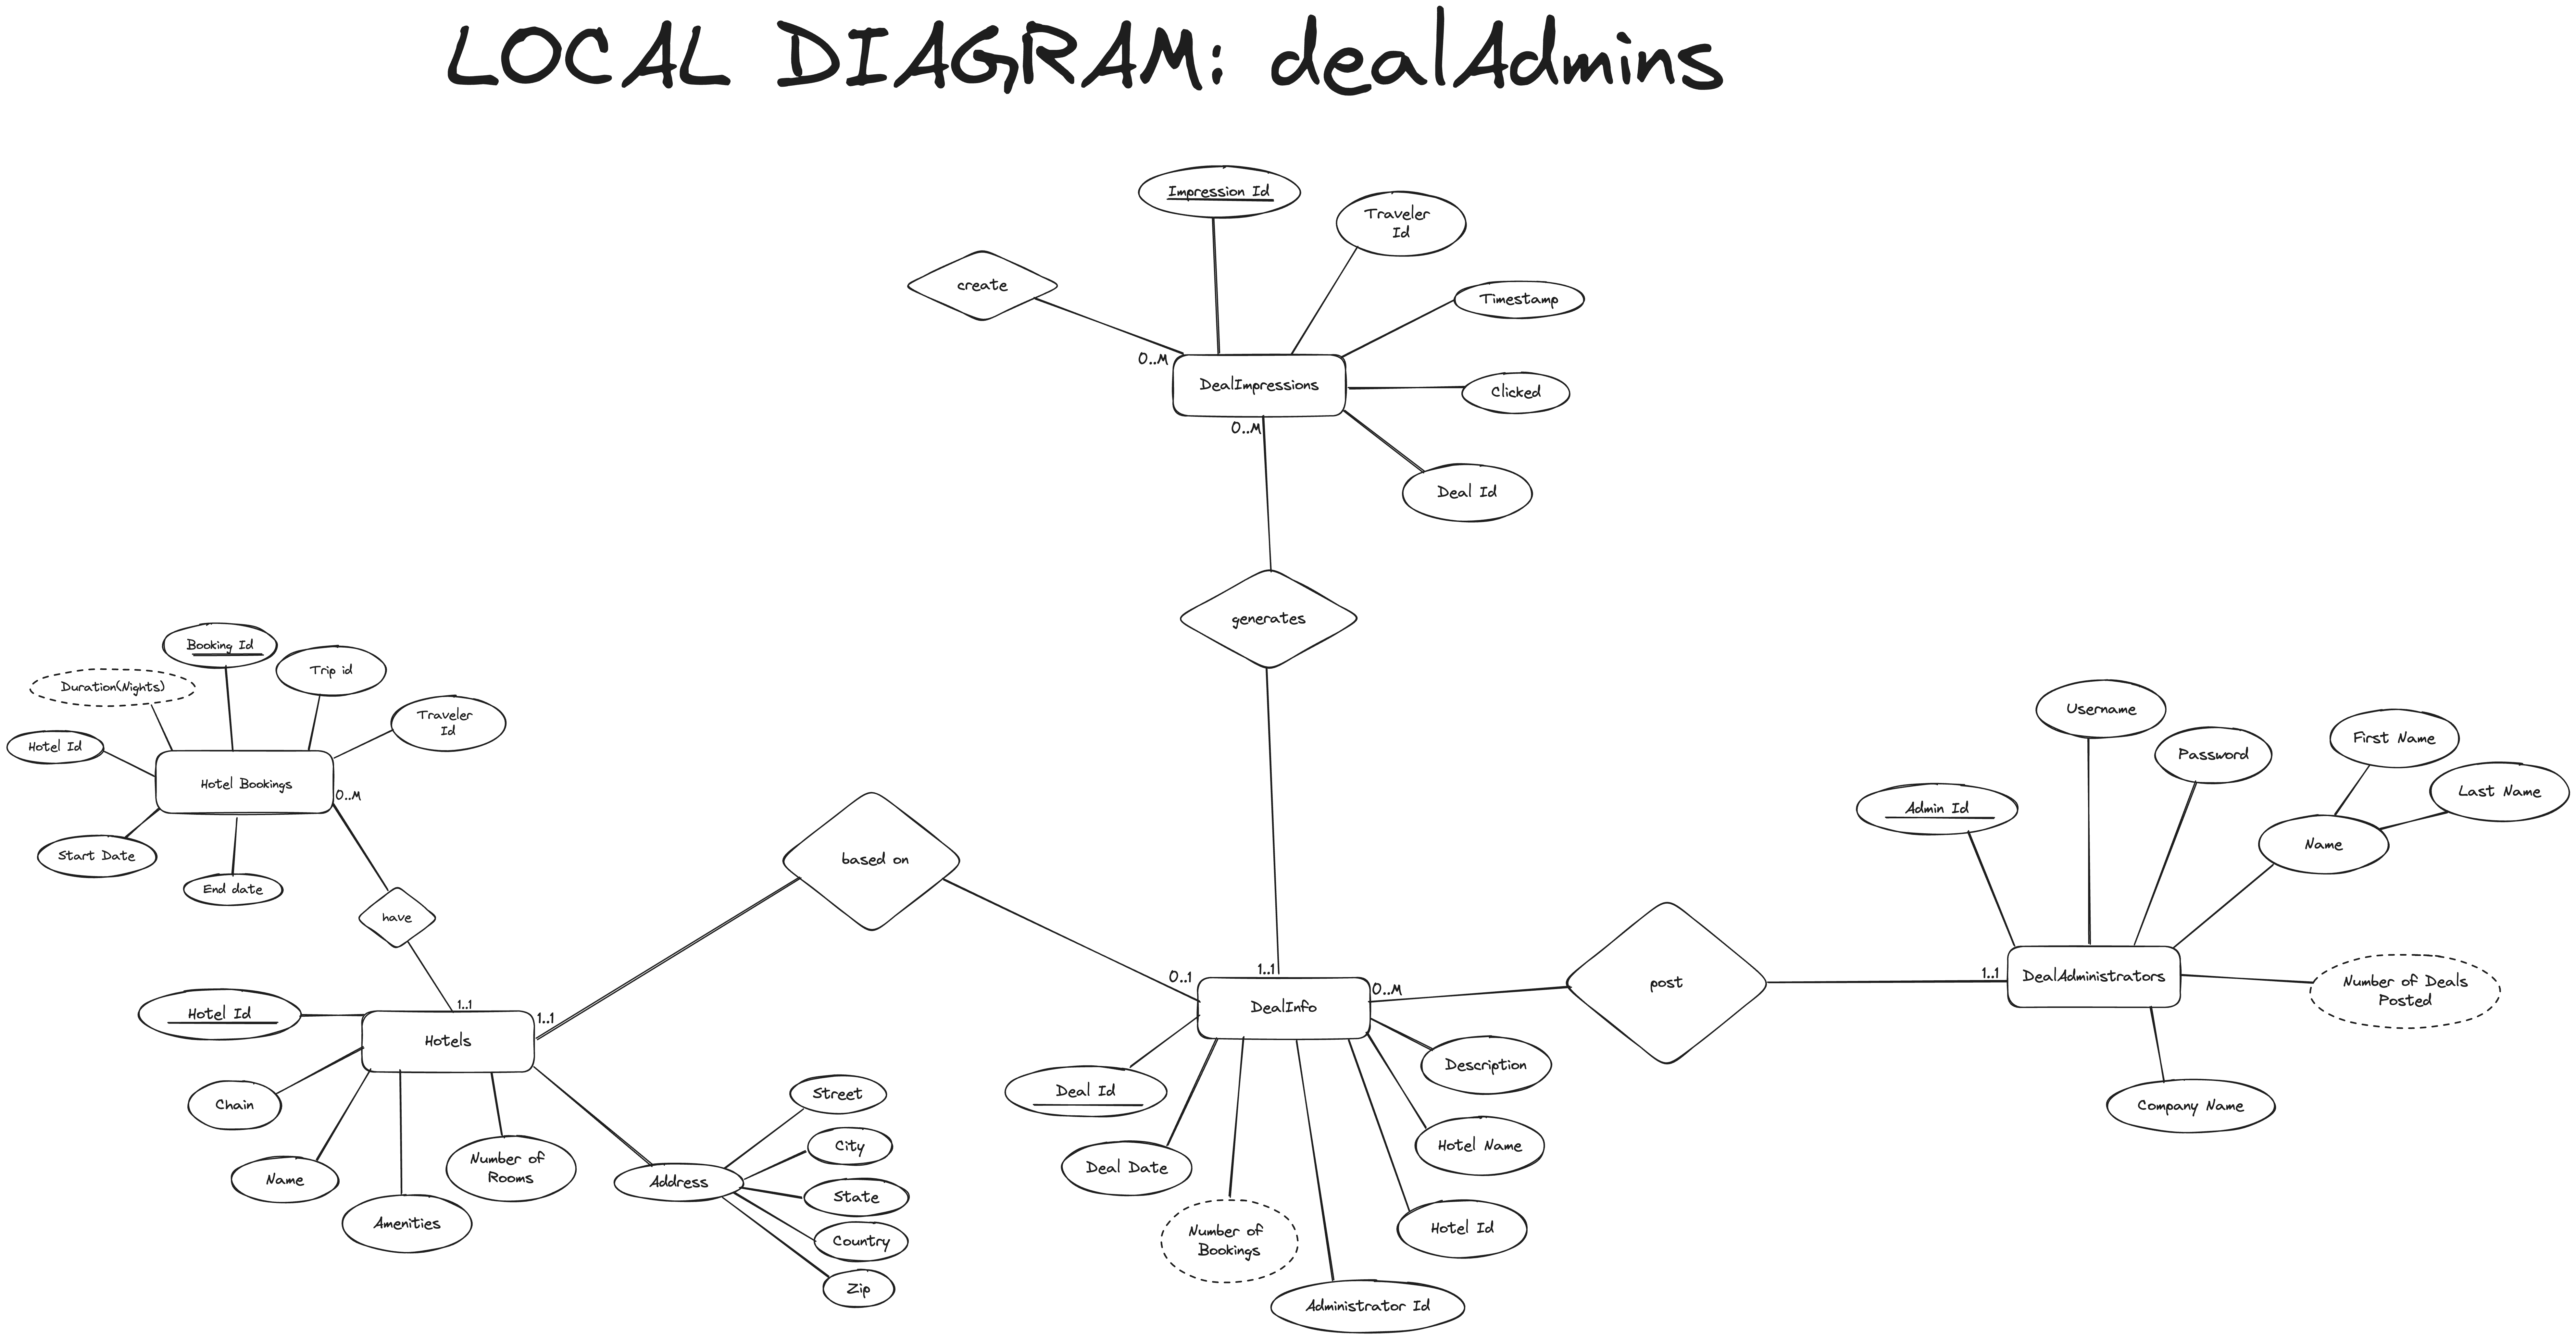 LOCAL DIAGRAM: dealAdmins
Impression Id
Traveler
Id
create
Timestamp
0..M
DealImpressions
Clicked
0..M
Deal Id
generates
Booking Id
Trip id
Duration(Nights)
Traveler
Id
Hotel Id
Hotel Bookings
0..M
Start Date
End date
have
based on
Username
Password
First Name
Last Name
Admin Id
Name
0..1
1..1
0..M
post
1..1
DealAdministrators
Number of Deals
Posted
1..1
Hotel Id
1..1
Hotels
DealInfo
Chain
Name
Amenities
Number of
Rooms
Address
Street
City
State
Country
Zip
Deal Id
Deal Date
Number of
Bookings
Administrator Id
Hotel Id
Hotel Name
Description
Company Name